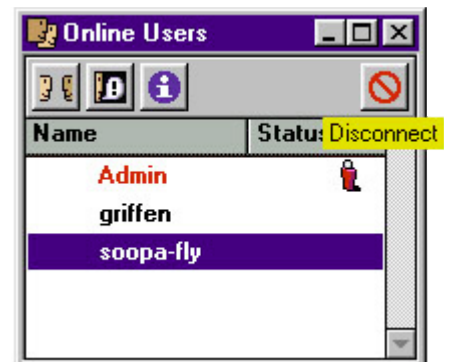 Online Users
Name Statu Disconnect
Admin
griffen
soopa-fly